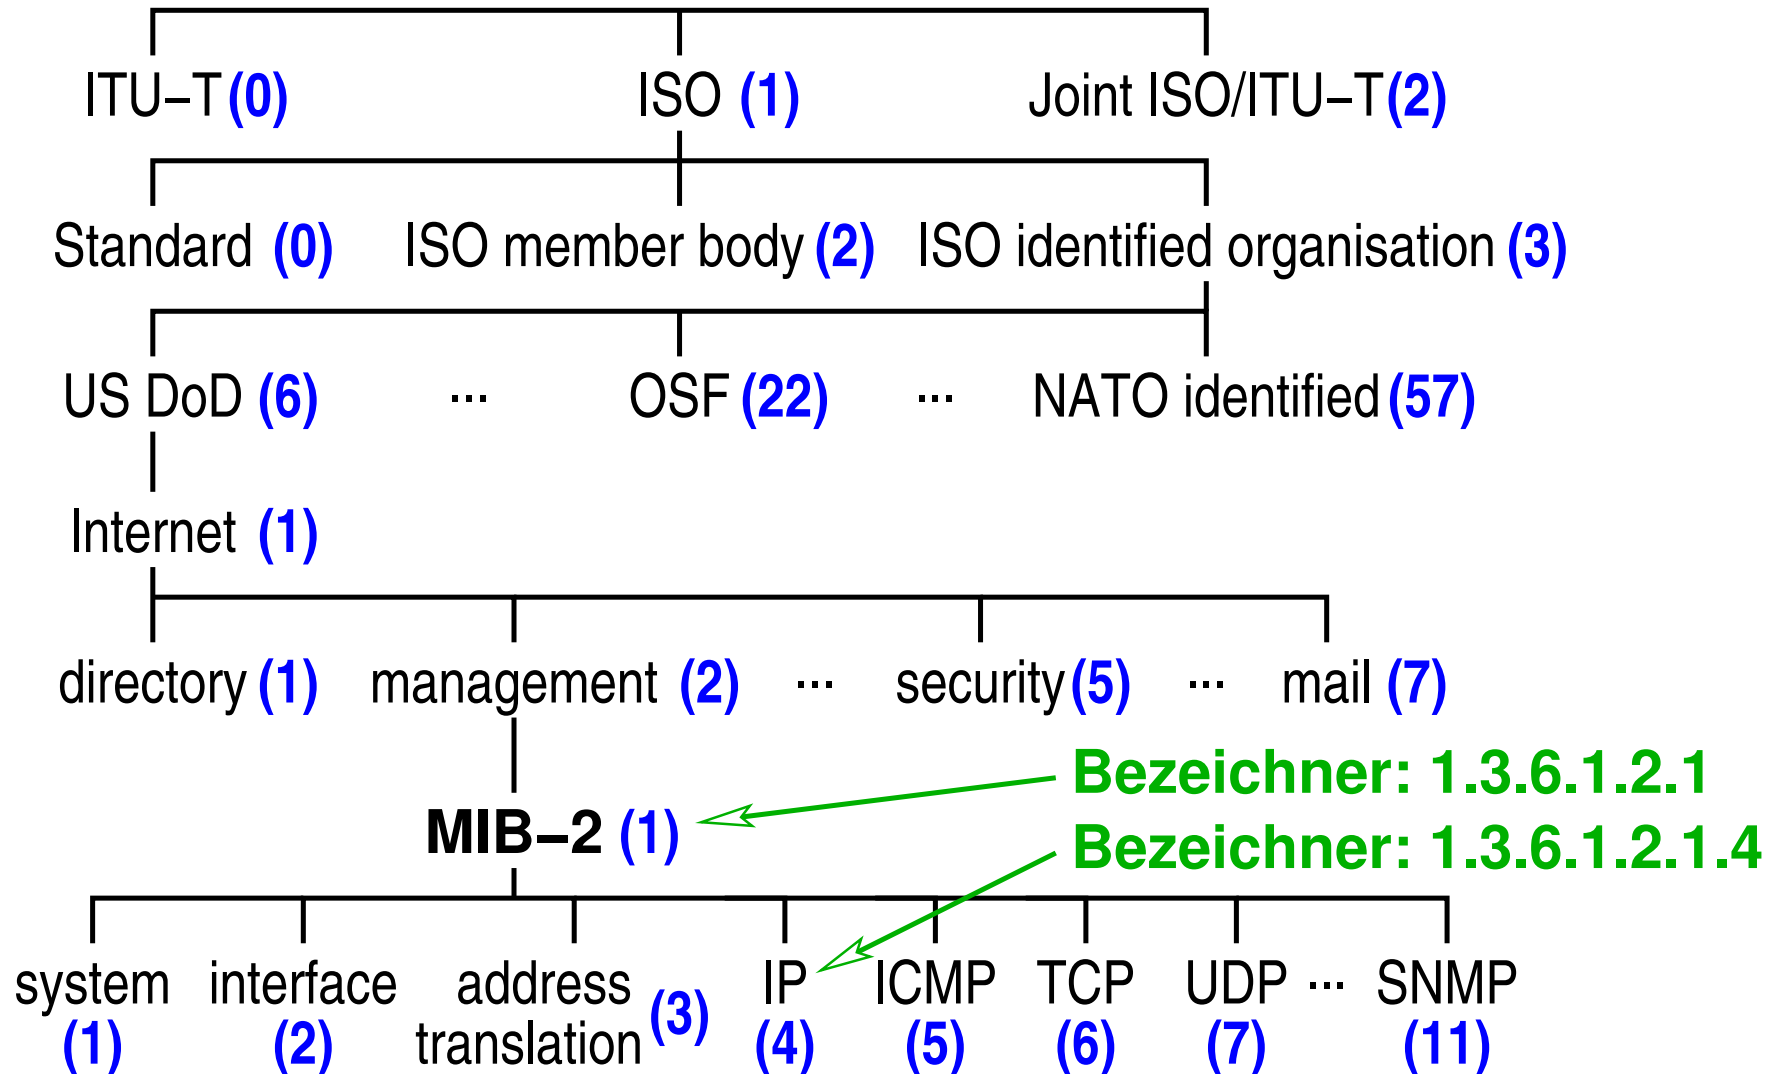 ITU–T (0) ISO (1) Joint ISO/ITU–T (2)
Standard (0) ISO member body (2) ISO identified organisation (3)
US DoD (6) ... OSF (22) ... NATO identified (57)
Internet (1)
directory (1) management (2) ... security (5) ... mail (7)
Bezeichner: 1.3.6.1.2.1
MIB–2 (1)
Bezeichner: 1.3.6.1.2.1.4
system interface address IP ICMP TCP UDP ... SNMP
(1) (2) translation (3) (4) (5) (6) (7) (11)